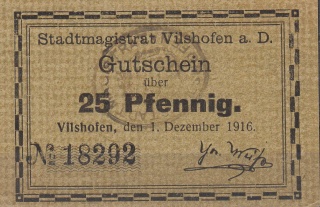 Stadtmagistrat Vilshofen a. D.
Gutschein
über
25 Pfennig.
Vilshofen, den 1. Dezember 1916.
№ 18292